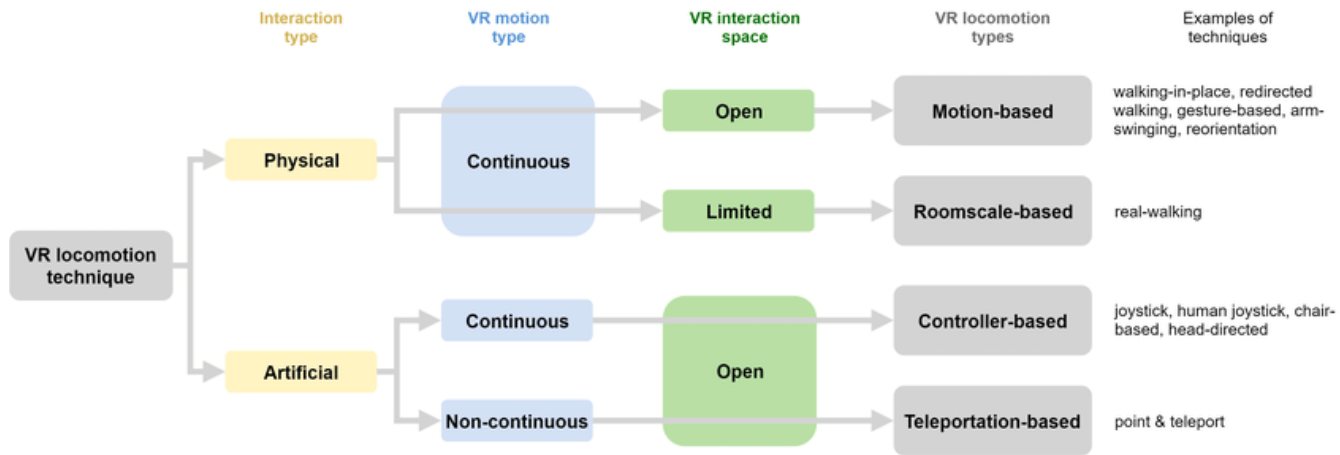 Interaction
type
VR motion
type
VR interaction
space
VR locomotion
types
Examples of
techniques
VR locomotion
technique
Physical
Continuous
Open
Motion-based
walking-in-place, redirected
walking, gesture-based, arm-
swinging, reorientation
Limited
Roomscale-based
real-walking
Artificial
Continuous
Open
Controller-based
joystick, human joystick, chair-
based, head-directed
Non-continuous
Teleportation-based
point & teleport